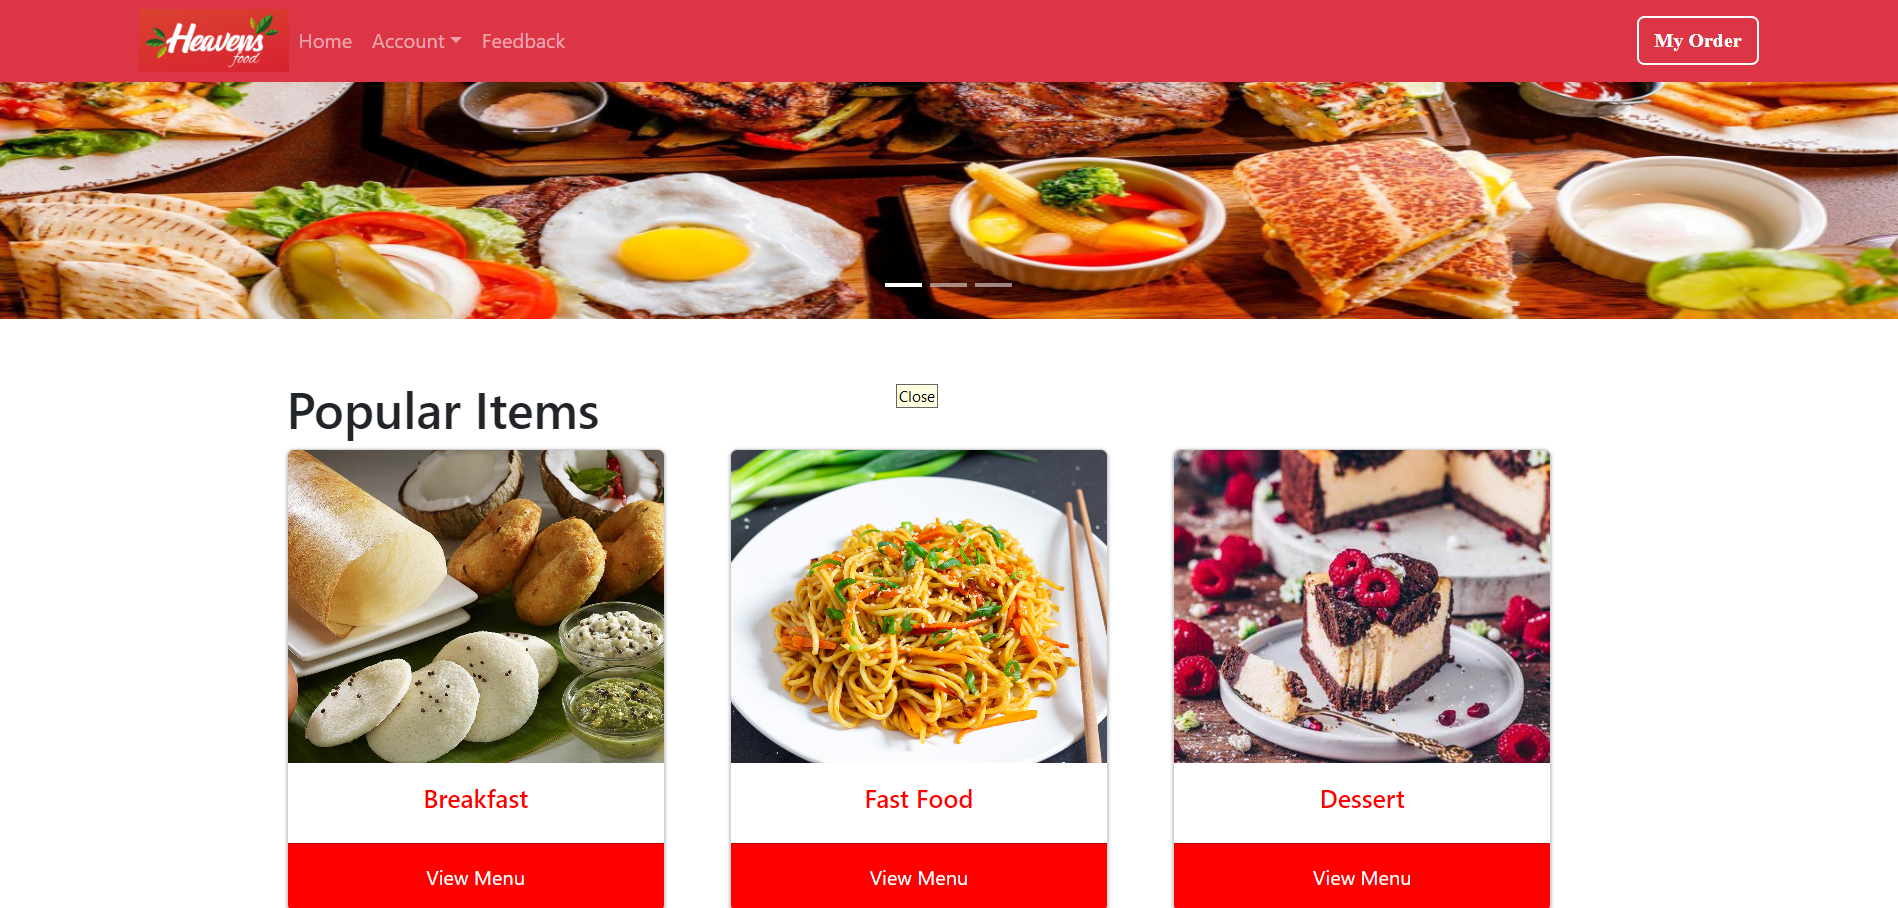 Heavens
food
Home
Account
Feedback
My Order
Close
Popular Items
Breakfast
Fast Food
Dessert
View Menu
View Menu
View Menu